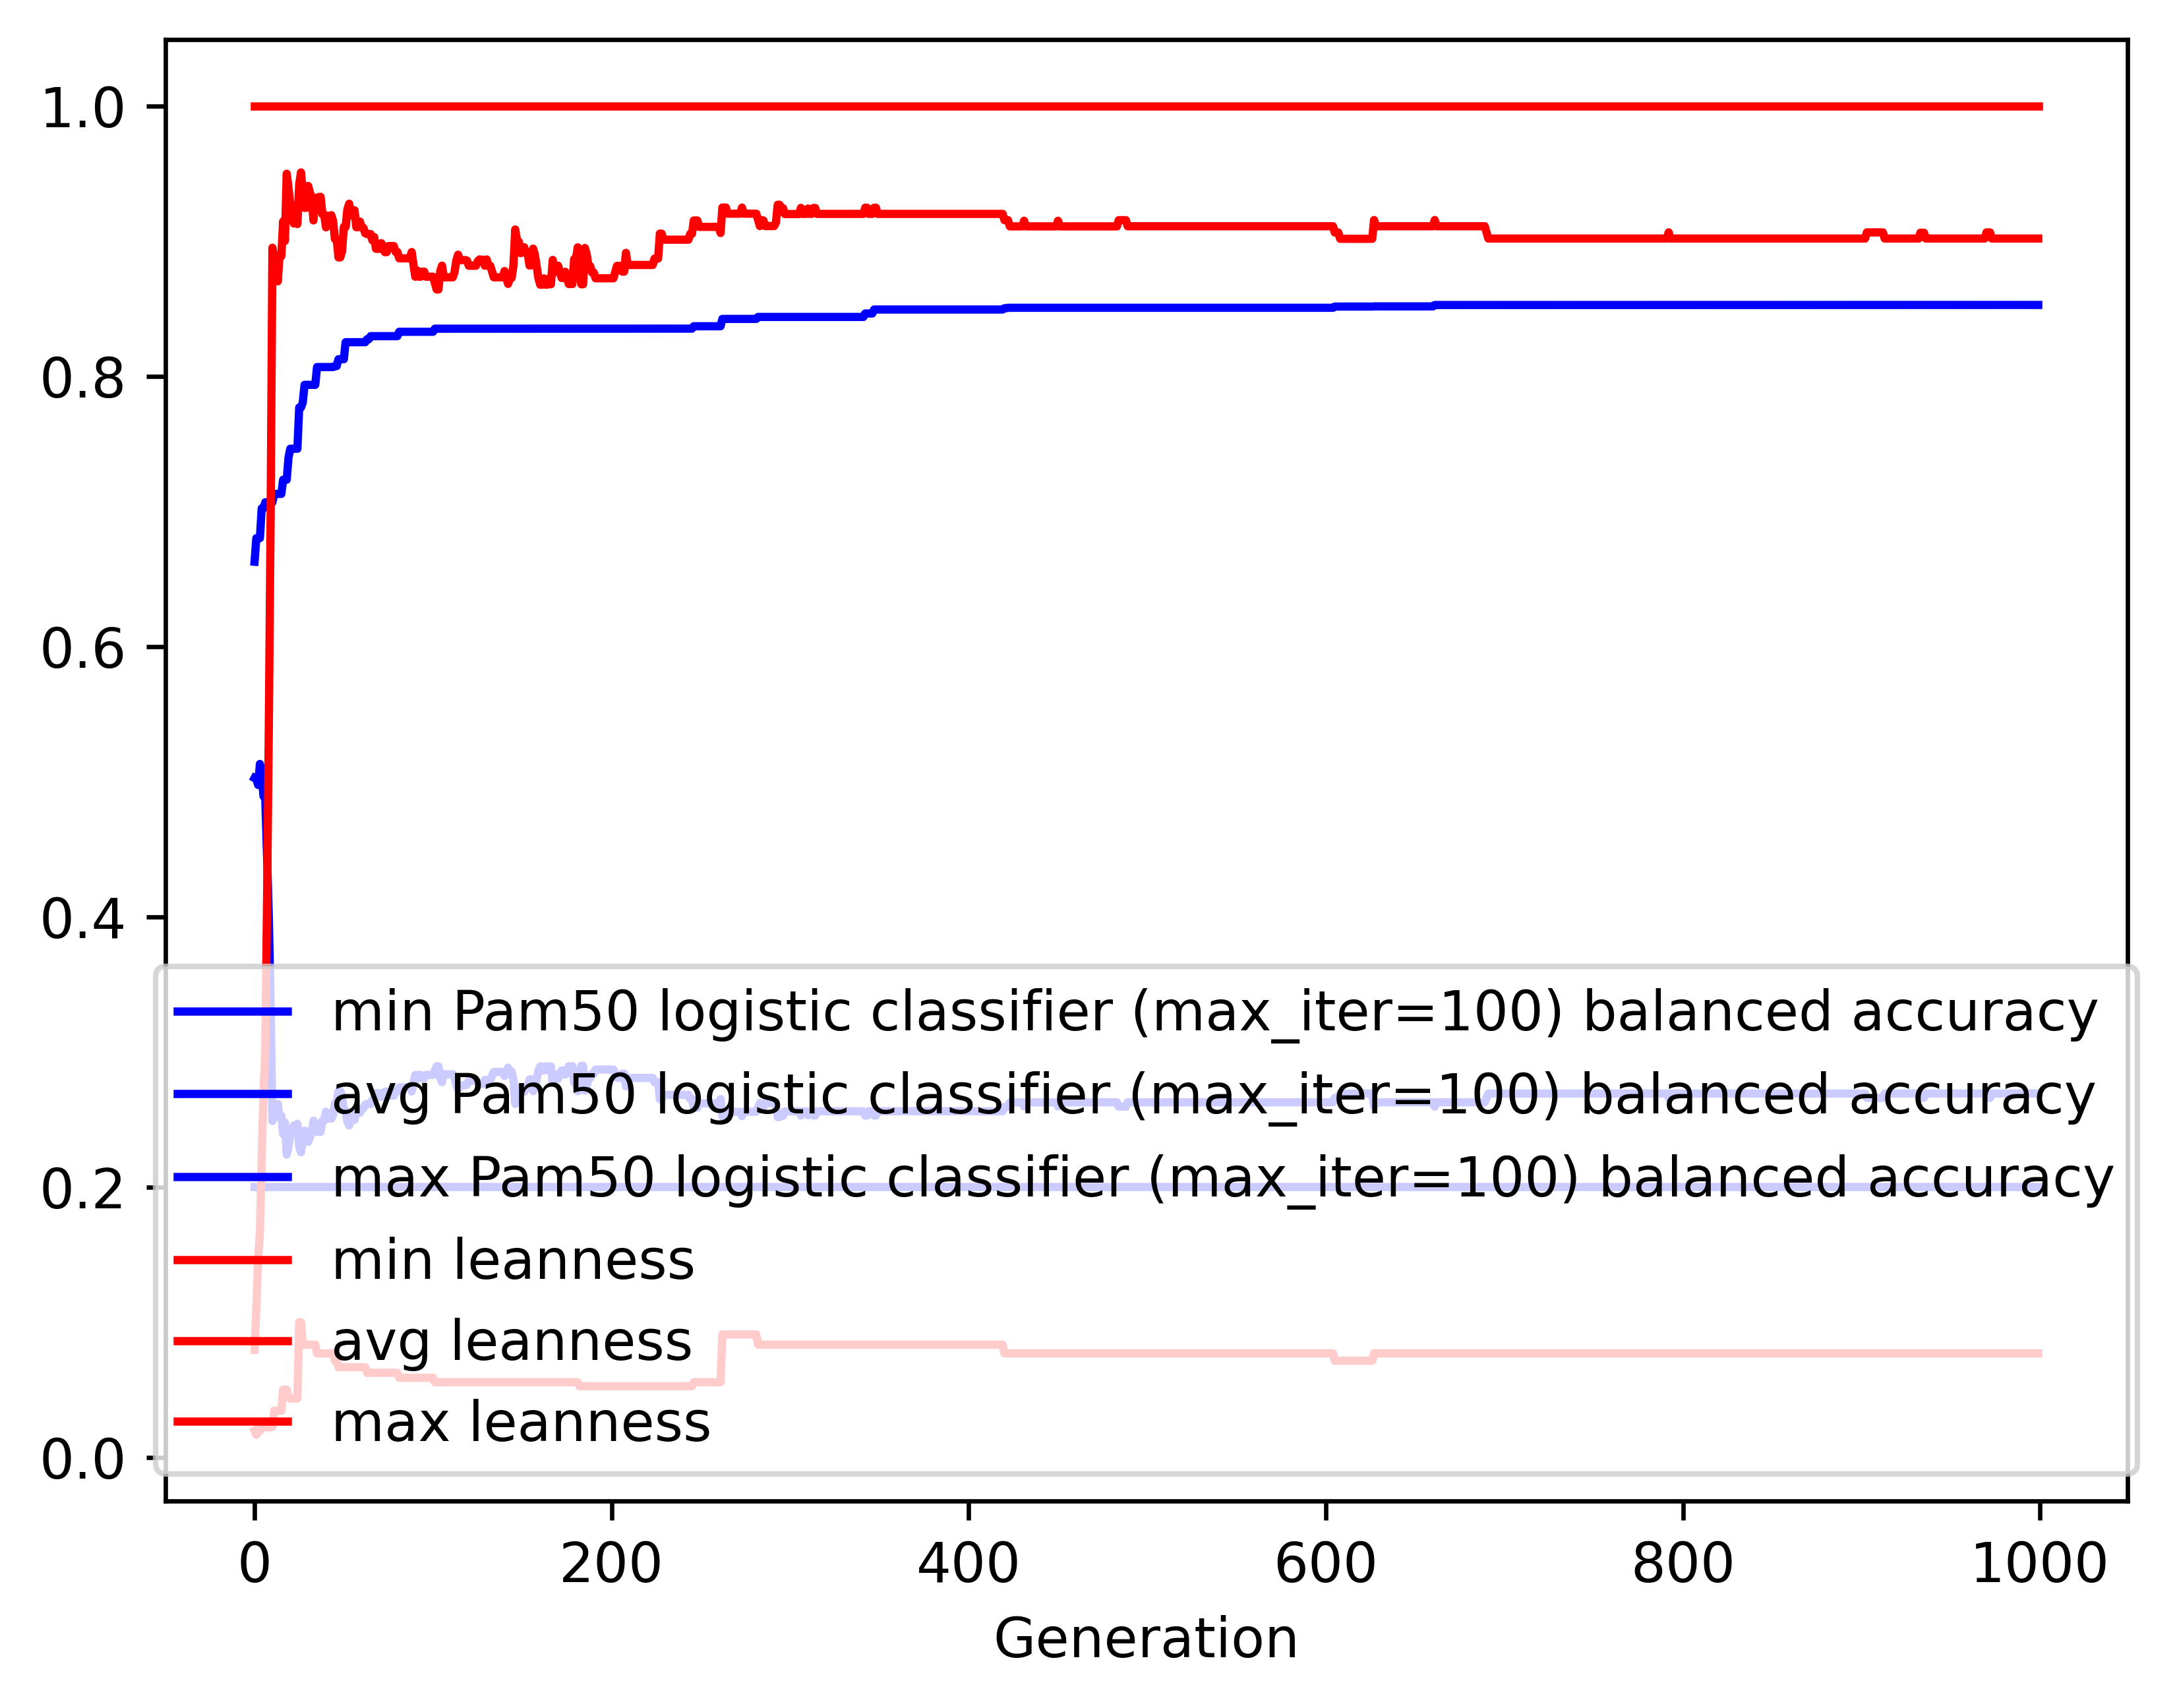 1.0
0.8
0.6
0.4
0.2
0.0
min Pam50 logistic classifier (max_iter=100) balanced accuracy
avg Pam50 logistic classifier (max_iter=100) balanced accuracy
max Pam50 logistic classifier (max_iter=100) balanced accuracy
min leanness
avg leanness
max leanness
0 200 400 600 800 1000
Generation